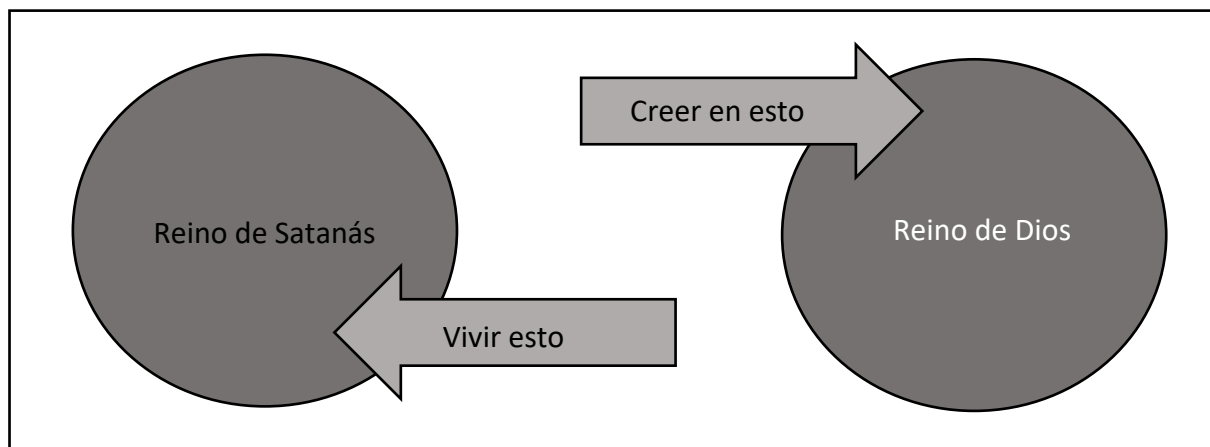 Creer en esto
Reino de Satanás
Reino de Dios
Vivir esto